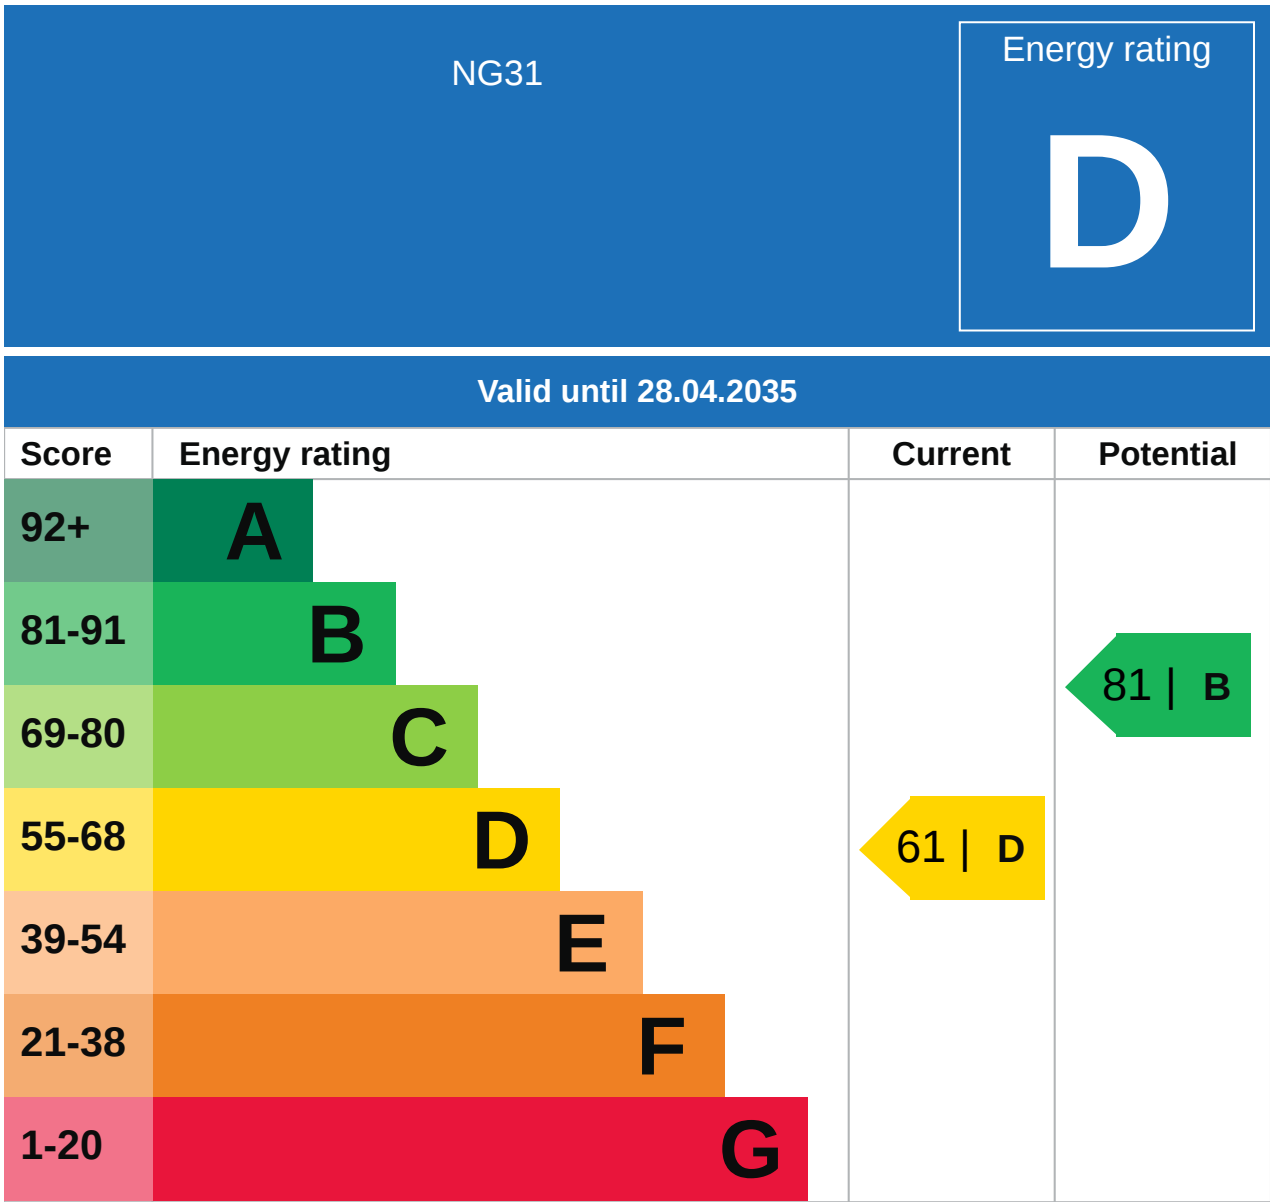 NG31
Energy rating
D
Valid until 28.04.2035
Score Energy rating Current Potential
92+ A
81-91 B
81 | B
69-80 C
55-68 D
61 | D
39-54 E
21-38 F
1-20 G